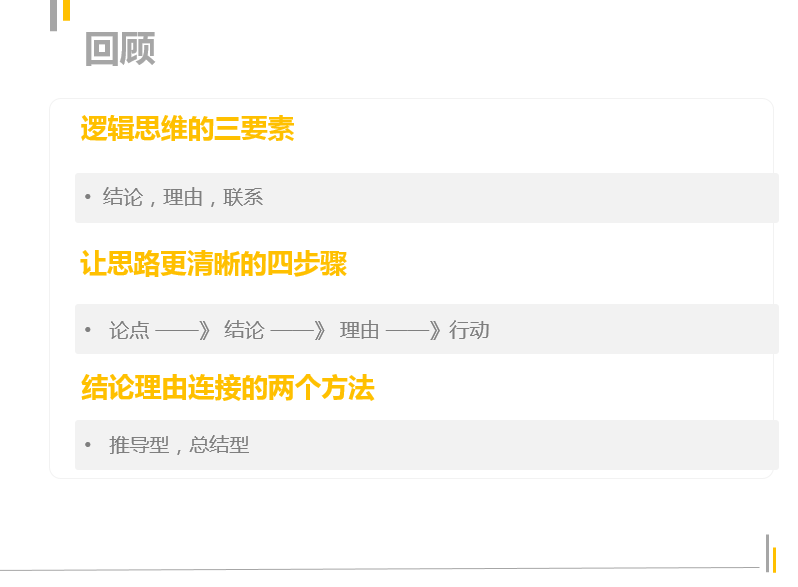 回顾
逻辑思维的三要素
• 结论，理由，联系
让思路更清晰的四步骤
• 论点 ——》 结论 ——》 理由 ——》行动
结论理由连接的两个方法
• 推导型，总结型